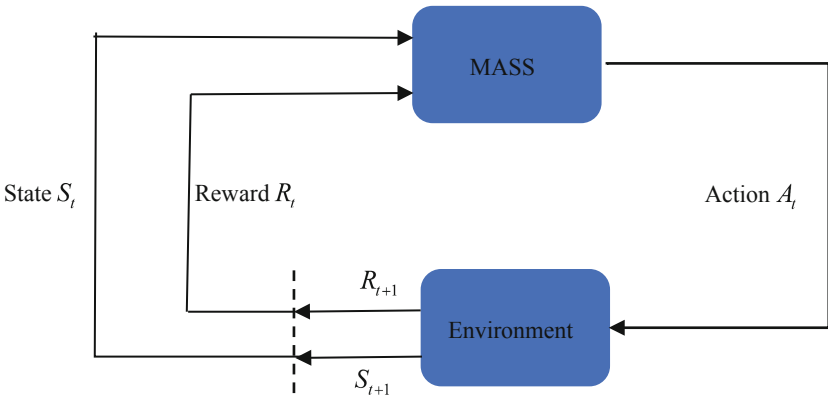 MASS
State S_t
Reward R_t
Action A_t
R_{t+1}
Environment
S_{t+1}